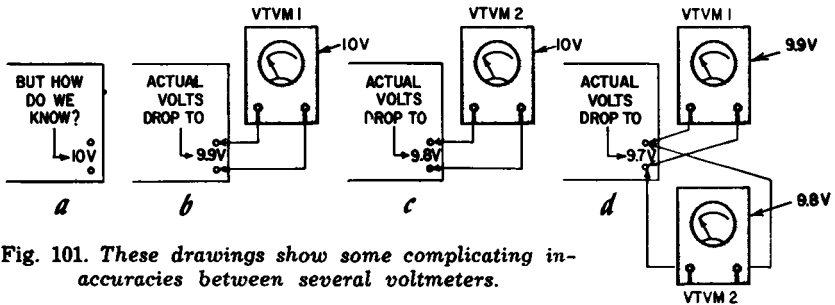 BUT HOW
DO WE
KNOW?
10V
a
VTVM 1
10V
ACTUAL
VOLTS
DROP TO
9.9V
b
VTVM 2
10V
ACTUAL
VOLTS
DROP TO
9.8V
c
VTVM 1
9.9V
ACTUAL
VOLTS
DROP TO
9.7V
d
9.8V
VTVM 2
Fig. 101. These drawings show some complicating in-
accuracies between several voltmeters.